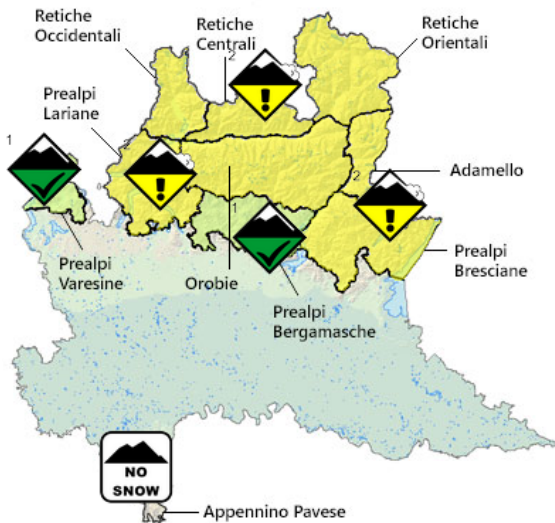 Retiche
Occidentali
Retiche
Centrali
2
Retiche
Orientali
Prealpi
Lariane
1
!
!
2
Adamello
!
1
Prealpi
Varesine
Orobie
Prealpi
Bergamasche
Prealpi
Bresciane
NO
SNOW
Appennino Pavese